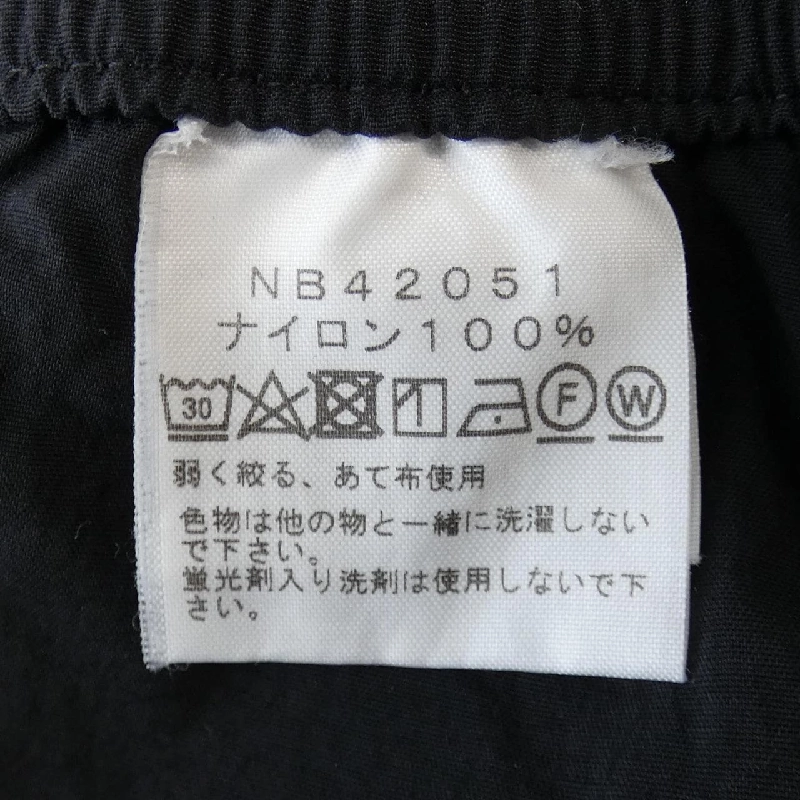 NB42051
ナイロン100%
30 F W
弱く絞る、あて布使用
色物は他の物と一緒に洗濯しない
で下さい。
蛍光剤入り洗剤は使用しないで下
さい。